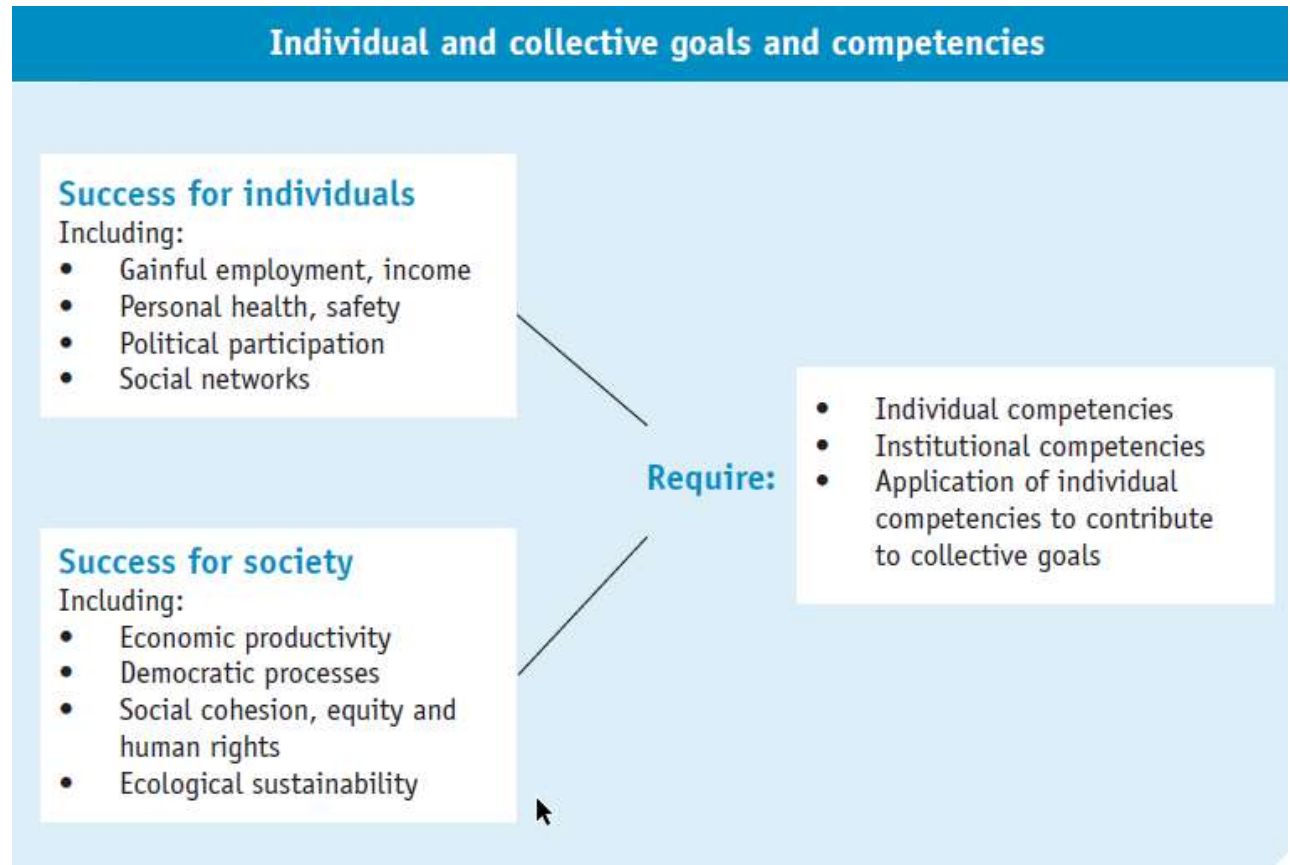 Individual and collective goals and competencies
Success for individuals
Including:
• Gainful employment, income
• Personal health, safety
• Political participation
• Social networks
Require:
• Individual competencies
• Institutional competencies
• Application of individual
competencies to contribute
to collective goals
Success for society
Including:
• Economic productivity
• Democratic processes
• Social cohesion, equity and
human rights
• Ecological sustainability